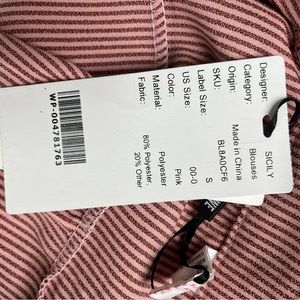 Designer: SICILY
Category: Blouses
Origin: Made in China
SKU: BL8A0CF6
Label Size: S
US Size: 00-0
Color: Pink
Material: Polyester
Fabric: 80% Polyester,
20% Other
WP-004781763